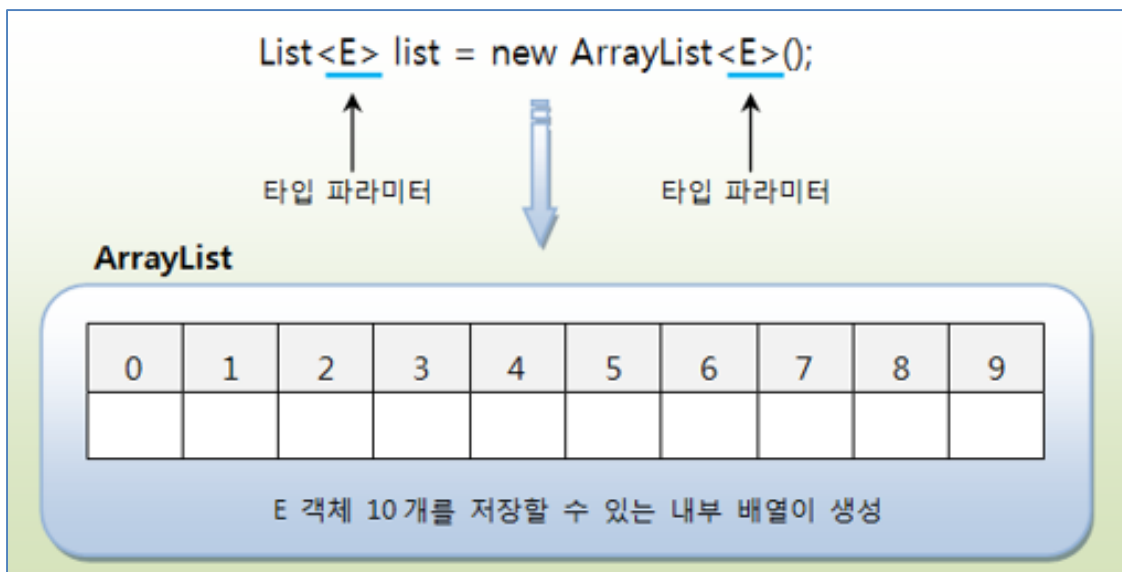 List<E> list = new ArrayList<E>();
타입 파라미터 타입 파라미터
ArrayList
0 1 2 3 4 5 6 7 8 9
E 객체 10개를 저장할 수 있는 내부 배열이 생성